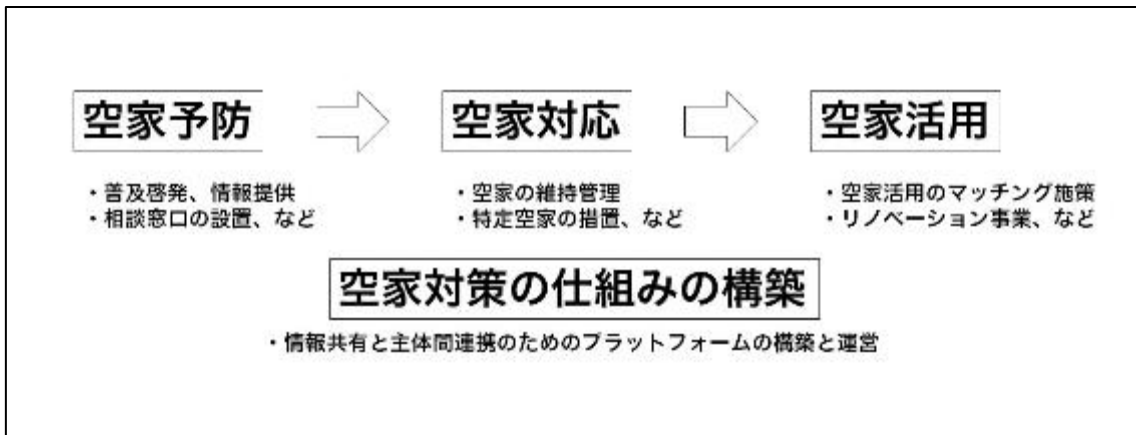 空家予防
・普及啓発、情報提供
・相談窓口の設置、など
空家対応
・空家の維持管理
・特定空家の措置、など
空家活用
・空家活用のマッチング施策
・リノベーション事業、など
空家対策の仕組みの構築
・情報共有と主体間連携のためのプラットフォームの構築と運営